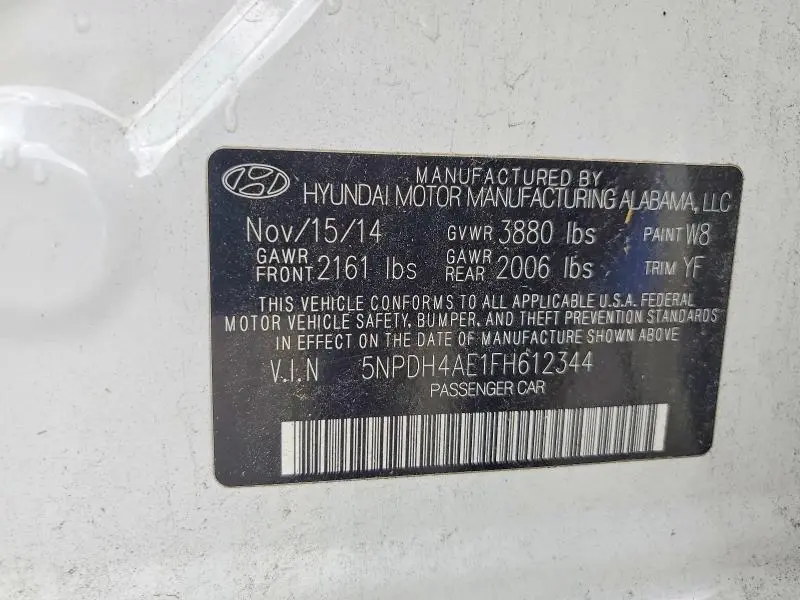 MANUFACTURED BY
HYUNDAI MOTOR MANUFACTURING ALABAMA, LLC
Nov/15/14 GVWR 3880 lbs PAINT W8
GAWR FRONT 2161 lbs GAWR REAR 2006 lbs TRIM YF
THIS VEHICLE CONFORMS TO ALL APPLICABLE U.S.A. FEDERAL
MOTOR VEHICLE SAFETY, BUMPER, AND THEFT PREVENTION STANDARDS
IN EFFECT ON THE DATE OF MANUFACTURE SHOWN ABOVE
V.I.N 5NPDH4AE1FH612344
PASSENGER CAR